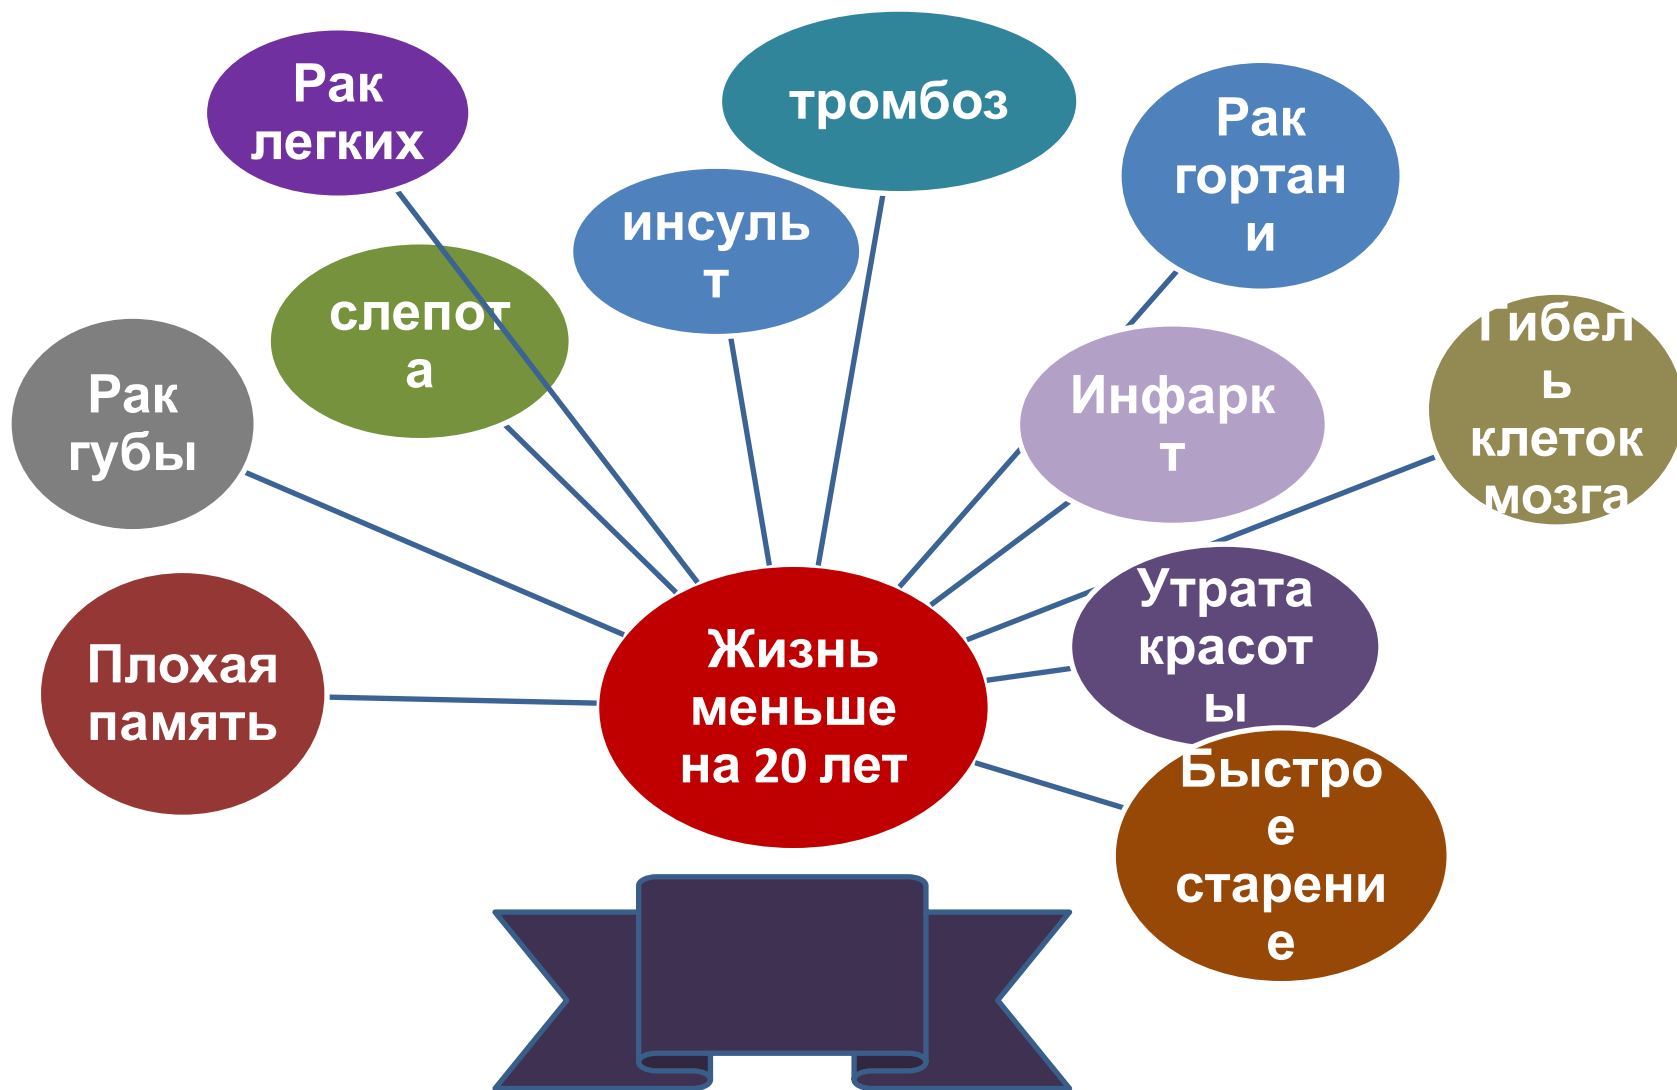 Рак
легких
тромбоз
Рак
гортан
и
инсуль
т
слепот
а
Гибел
ь
клеток
мозга
Рак
губы
Инфарк
т
Утрата
красот
ы
Плохая
память
Жизнь
меньше
на 20 лет
Быстро
е
старени
е